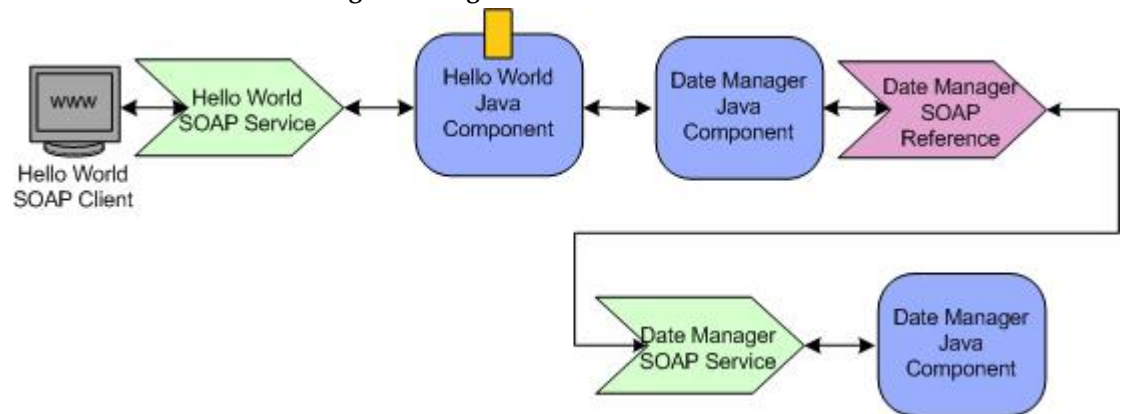 WWW
Hello World
SOAP Client
Hello World
SOAP Service
Hello World
Java
Component
Date Manager
Java
Component
Date Manager
SOAP
Reference
Date Manager
SOAP Service
Date Manager
Java
Component